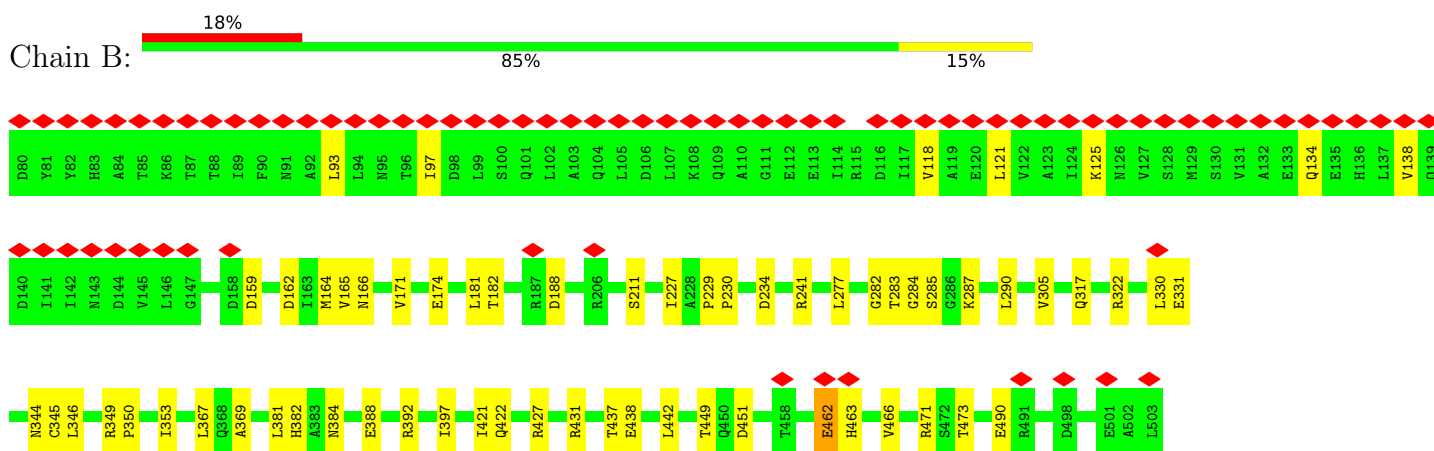 18%
Chain B:
85% 15%
D80 Y81 Y82 H83 A84 T85 K86 T87 T88 I89 F90 N91 A92 L93 L94 N95 T96 I97 D98 L99 S100 Q101 L102 A103 Q104 L105 D106 L107 K108 Q109 A110 G111 E112 E113 I114 R115 D116 I117 V118 A119 E120 L121 V122 A123 I124 K125 N126 V127 S128 M129 S130 V131 A132 E133 Q134 E135 H136 L137 V138 Q139
D140 I141 I142 N143 D144 V145 L146 G147 D158 D159 D162 I163 M164 V165 N166 V171 E174 L181 T182 R187 D188 R206 S211 I227 A228 P229 P230 D234 R241 L277 G282 T283 G284 S285 G286 K287 L290 V305 Q317 R322 L330 E331
N344 C345 L346 R349 P350 I353 L367 Q368 A369 L381 H382 A383 N384 E388 R392 I397 I421 Q422 R427 R431 T437 E438 L442 T449 Q450 D451 T458 E462 H463 V466 R471 S472 T473 E490 R491 D498 E501 A502 L503